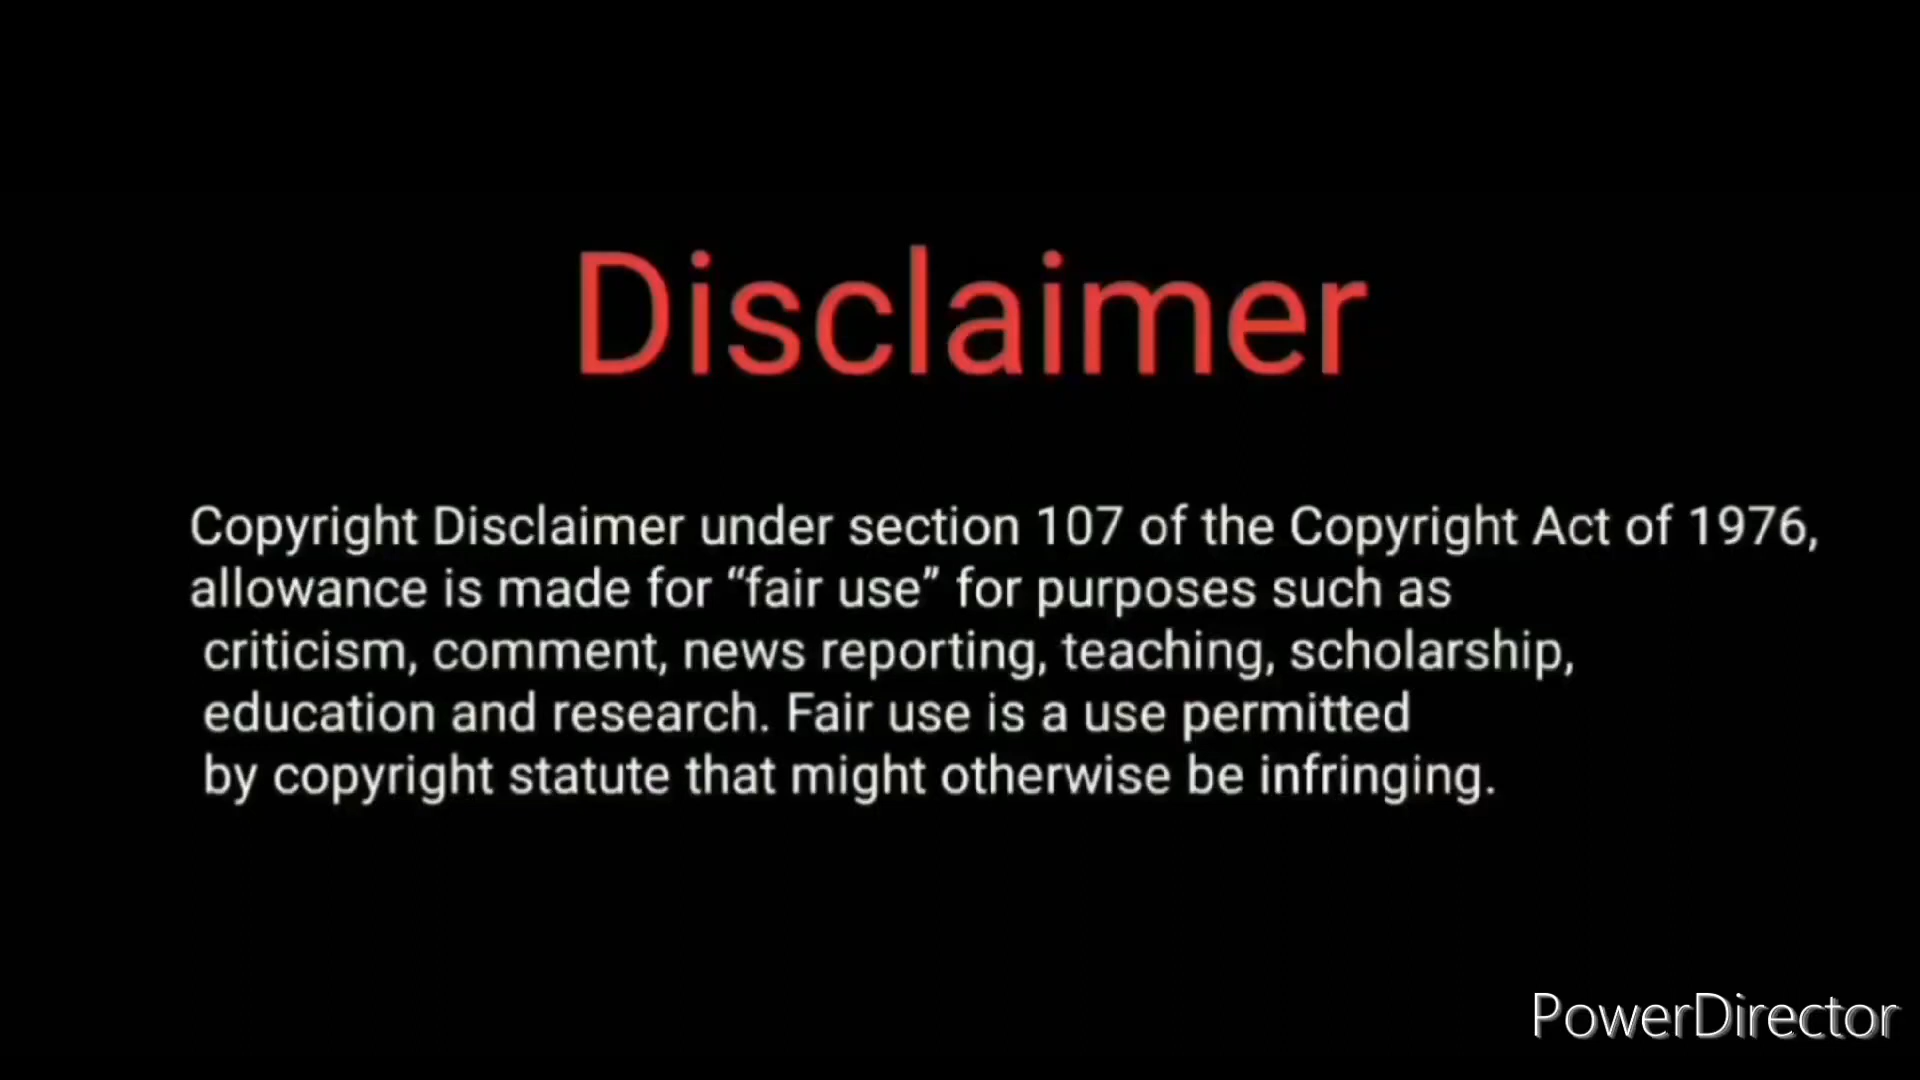 Disclaimer
Copyright Disclaimer under section 107 of the Copyright Act of 1976,
allowance is made for “fair use” for purposes such as
criticism, comment, news reporting, teaching, scholarship,
education and research. Fair use is a use permitted
by copyright statute that might otherwise be infringing.
PowerDirector